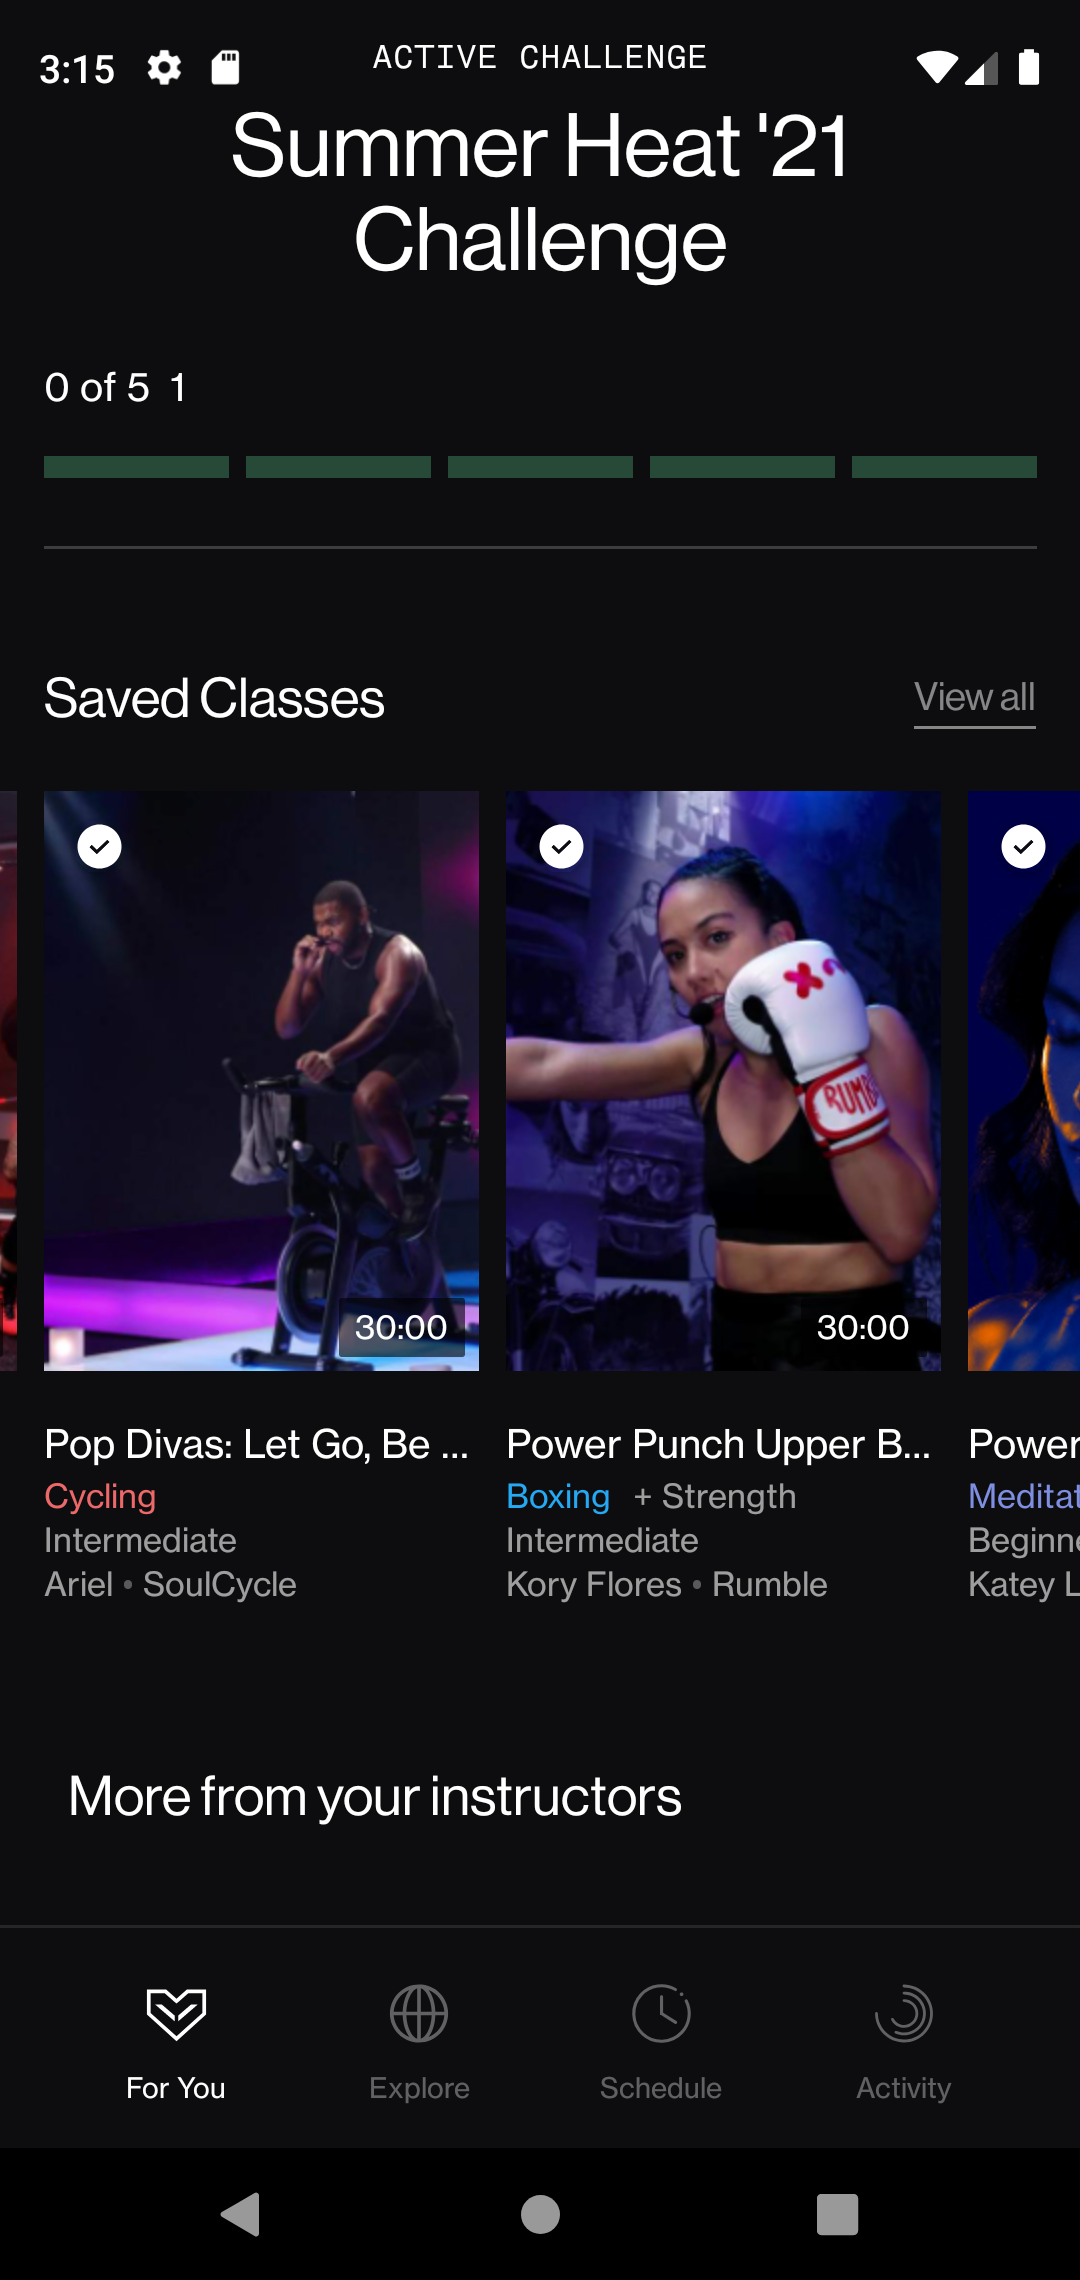 3:15
ACTIVE CHALLENGE
Summer Heat '21
Challenge
0 of 5 1
Saved Classes
View all
RUMB
30:00
30:00
Pop Divas: Let Go, Be ...
Power Punch Upper B...
Power
Cycling
Boxing + Strength
Meditat
Intermediate
Intermediate
Beginne
Ariel • SoulCycle
Kory Flores • Rumble
Katey L
More from your instructors
For You
Explore
Schedule
Activity